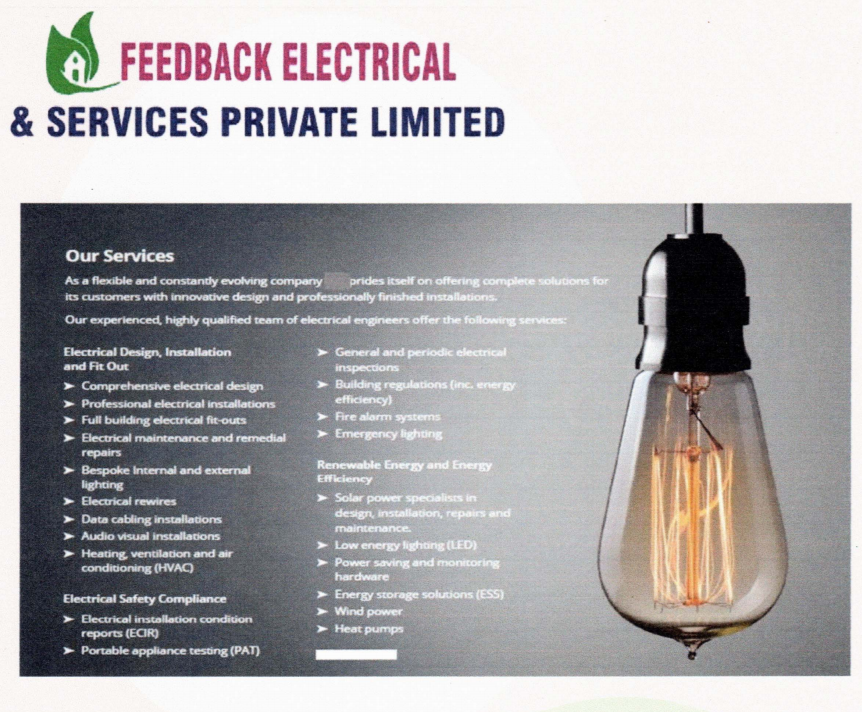 FEEDBACK ELECTRICAL
& SERVICES PRIVATE LIMITED
Our Services
As a flexible and constantly evolving company prides itself on offering complete solutions for
its customers with innovative design and professionally finished installations.
Our experienced, highly qualified team of electrical engineers offer the following services:
Electrical Design, Installation
and Fit Out
➤ Comprehensive electrical design
➤ Professional electrical installations
➤ Full building electrical fit-outs
➤ Electrical maintenance and remedial
repairs
➤ Bespoke Internal and external
lighting
➤ Electrical rewires
➤ Data cabling installations
➤ Audio visual installations
➤ Heating, ventilation and air
conditioning (HVAC)
Electrical Safety Compliance
➤ Electrical installation condition
reports (ECIR)
➤ Portable appliance testing (PAT)
➤ General and periodic electrical
inspections
➤ Building regulations (inc. energy
efficiency)
➤ Fire alarm systems
➤ Emergency lighting
Renewable Energy and Energy
Efficiency
➤ Solar power specialists in
design, installation, repairs and
maintenance.
➤ Low energy lighting (LED)
➤ Power saving and monitoring
hardware
➤ Energy storage solutions (ESS)
➤ Wind power
➤ Heat pumps